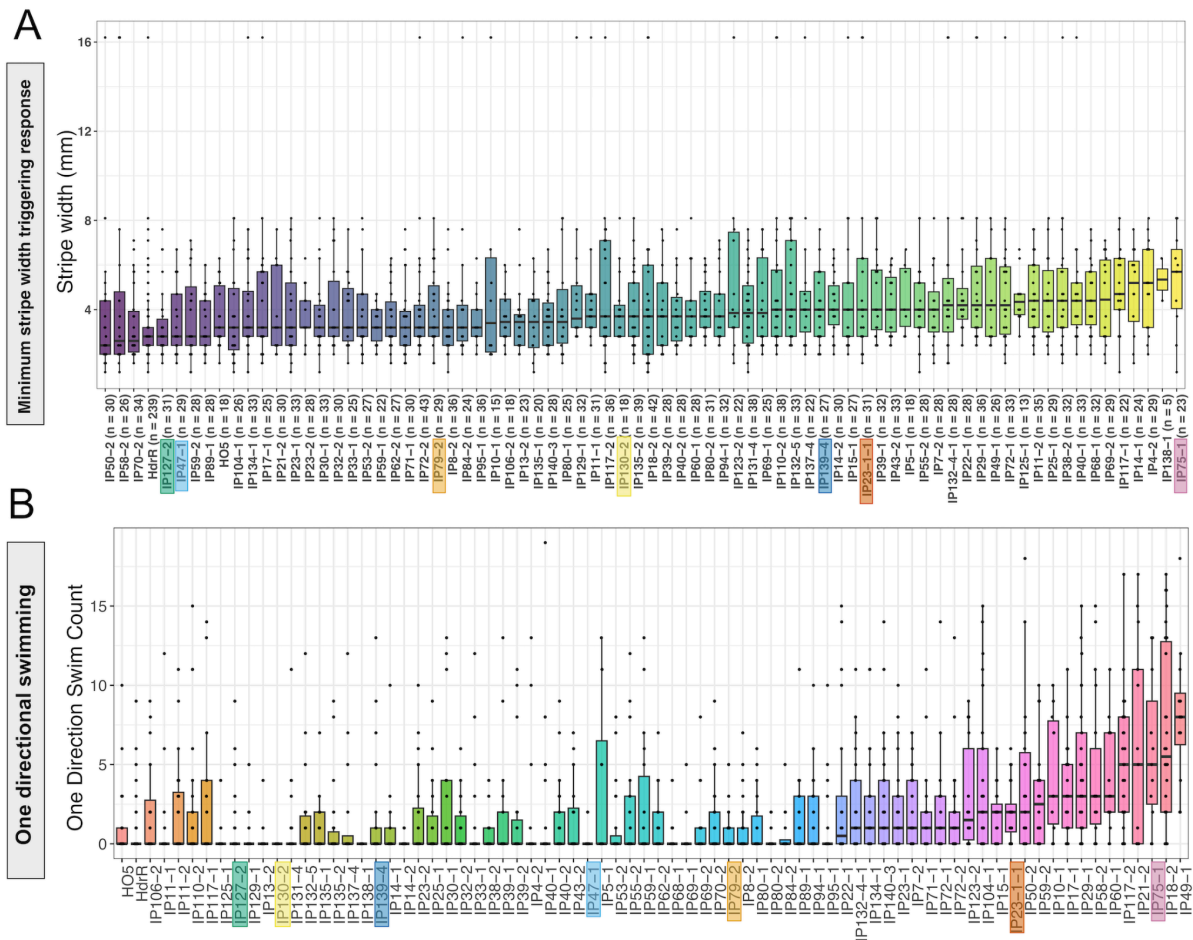 A
Minimum stripe width triggering response
Stripe width (mm)
16
12
8
4
IP50−2 (n = 30)
IP58−2 (n = 26)
IP70−2 (n = 34)
HdrR (n = 239)
IP127−2 (n = 31)
IP47−1 (n = 29)
IP59−2 (n = 28)
IP89−1 (n = 28)
HO5 (n = 18)
IP104−1 (n = 26)
IP134−1 (n = 33)
IP17−1 (n = 25)
IP21−2 (n = 30)
IP23−1 (n = 33)
IP23−2 (n = 28)
IP30−1 (n = 33)
IP32−2 (n = 30)
IP33−1 (n = 25)
IP53−2 (n = 27)
IP59−1 (n = 22)
IP62−2 (n = 27)
IP71−1 (n = 30)
IP72−2 (n = 43)
IP79−2 (n = 29)
IP8−2 (n = 36)
IP84−2 (n = 24)
IP95−1 (n = 36)
IP10−1 (n = 15)
IP106−2 (n = 18)
IP13−2 (n = 23)
IP135−1 (n = 20)
IP140−3 (n = 28)
IP80−1 (n = 25)
IP129−1 (n = 32)
IP11−1 (n = 31)
IP117−2 (n = 36)
IP130−2 (n = 18)
IP135−2 (n = 39)
IP18−2 (n = 42)
IP39−2 (n = 28)
IP40−2 (n = 28)
IP60−1 (n = 28)
IP80−2 (n = 31)
IP94−1 (n = 32)
IP123−2 (n = 22)
IP131−4 (n = 38)
IP69−1 (n = 25)
IP110−2 (n = 38)
IP132−5 (n = 33)
IP137−4 (n = 22)
IP139−4 (n = 27)
IP14−2 (n = 30)
IP15−1 (n = 27)
IP23−1−1 (n = 31)
IP39−1 (n = 32)
IP43−2 (n = 33)
IP5−1 (n = 18)
IP55−2 (n = 28)
IP7−2 (n = 32)
IP132−4−1 (n = 28)
IP22−1 (n = 28)
IP29−1 (n = 36)
IP49−1 (n = 26)
IP72−1 (n = 33)
IP125−1 (n = 13)
IP11−2 (n = 35)
IP25−1 (n = 31)
IP38−2 (n = 32)
IP40−1 (n = 33)
IP68−1 (n = 32)
IP69−2 (n = 29)
IP117−1 (n = 22)
IP14−1 (n = 24)
IP4−2 (n = 29)
IP138−1 (n = 5)
IP75−1 (n = 23)
B
One directional swimming
One Direction Swim Count
15
10
5
0
HO5
HdrR
IP106−2
IP11−1
IP11−2
IP110−2
IP117−1
IP125−1
IP127−2
IP129−1
IP13−2
IP130−2
IP131−4
IP132−5
IP135−1
IP135−2
IP137−4
IP138−1
IP139−4
IP14−1
IP14−2
IP23−2
IP25−1
IP30−1
IP32−2
IP33−1
IP38−2
IP39−1
IP39−2
IP4−2
IP40−1
IP40−2
IP43−2
IP47−1
IP5−1
IP53−2
IP55−2
IP59−1
IP62−2
IP68−1
IP69−1
IP69−2
IP70−2
IP79−2
IP8−2
IP80−1
IP80−2
IP84−2
IP89−1
IP94−1
IP95−1
IP22−1
IP132−4−1
IP134−1
IP140−3
IP23−1
IP7−2
IP71−1
IP72−1
IP72−2
IP123−2
IP104−1
IP15−1
IP23−1−1
IP50−2
IP59−2
IP10−1
IP17−1
IP29−1
IP58−2
IP60−1
IP117−2
IP21−2
IP75−1
IP18−2
IP49−1